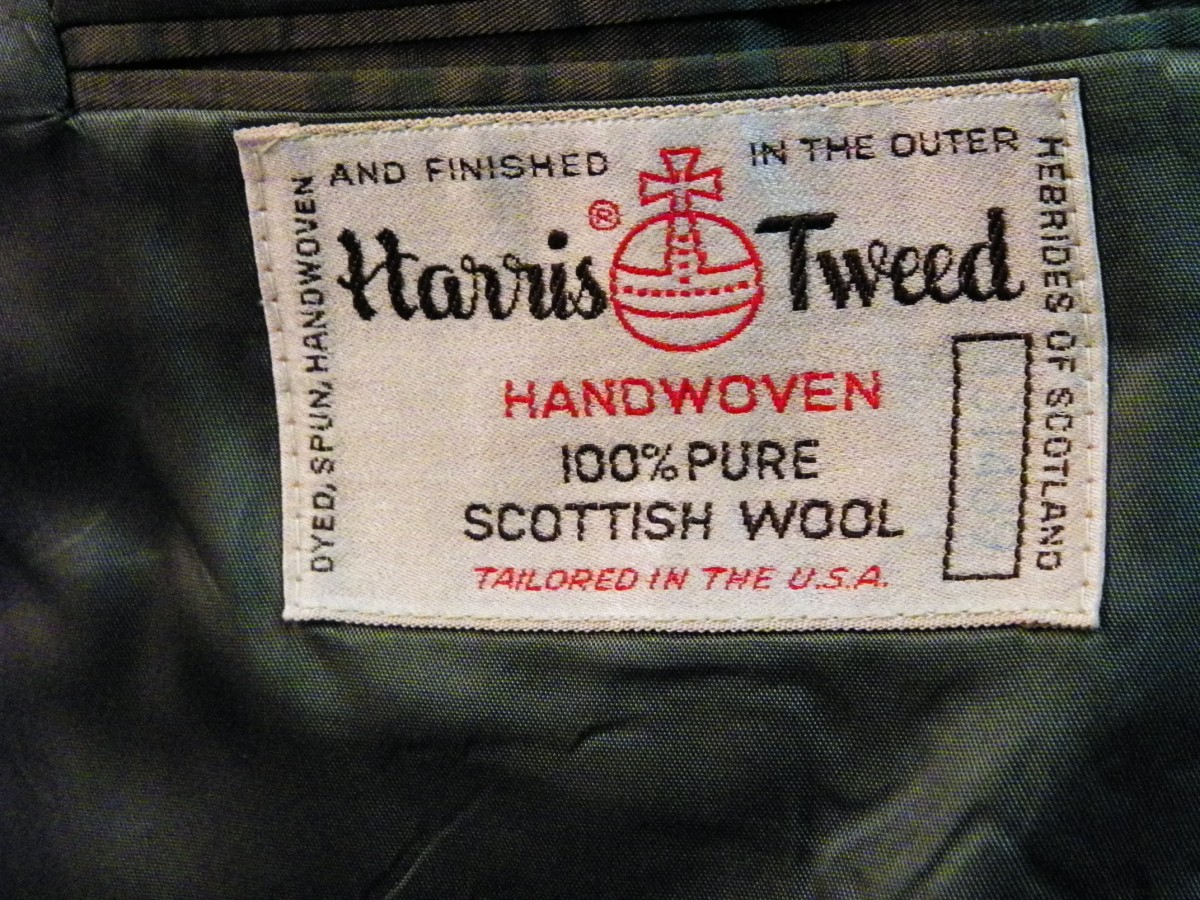 DYED, SPUN, HANDWOVEN
AND FINISHED IN THE OUTER
HEBRIDES OF SCOTLAND
Harris® Tweed
HANDWOVEN
100% PURE
SCOTTISH WOOL
TAILORED IN THE U.S.A.